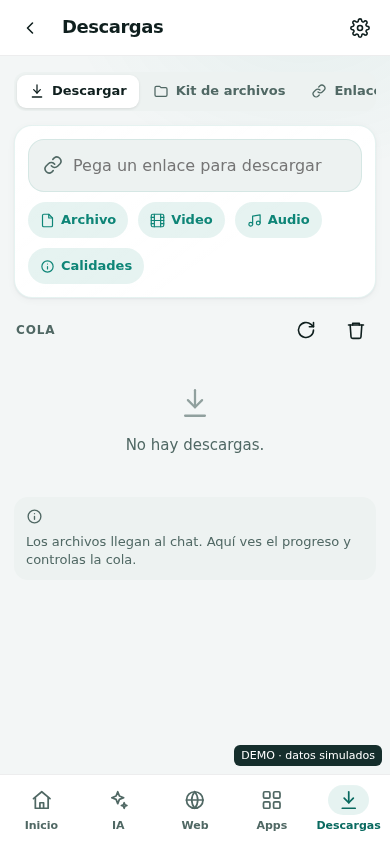 Descargas
Descargar
Kit de archivos
Enlace
Pega un enlace para descargar
Archivo
Video
Audio
Calidades
COLA
No hay descargas.
Los archivos llegan al chat. Aquí ves el progreso y
controlas la cola.
DEMO · datos simulados
Inicio
IA
Web
Apps
Descargas